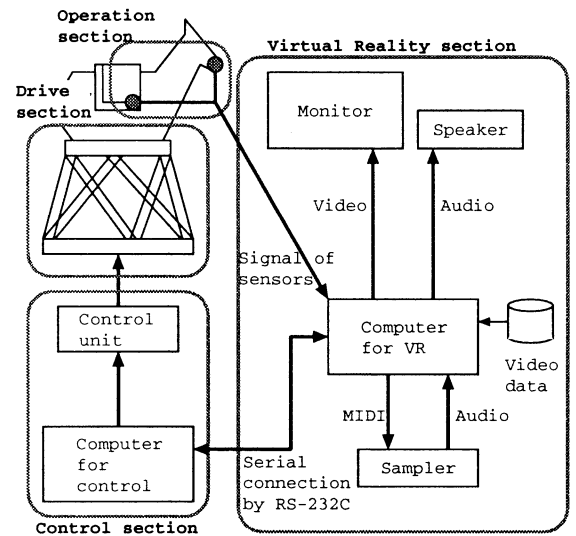 Operation
section
Virtual Reality section
Drive
section
Monitor
Speaker
Video
Audio
Signal of
sensors
Control
unit
Computer
for VR
Video
data
MIDI
Audio
Computer
for
control
Sampler
Serial
connection
by RS-232C
Control section